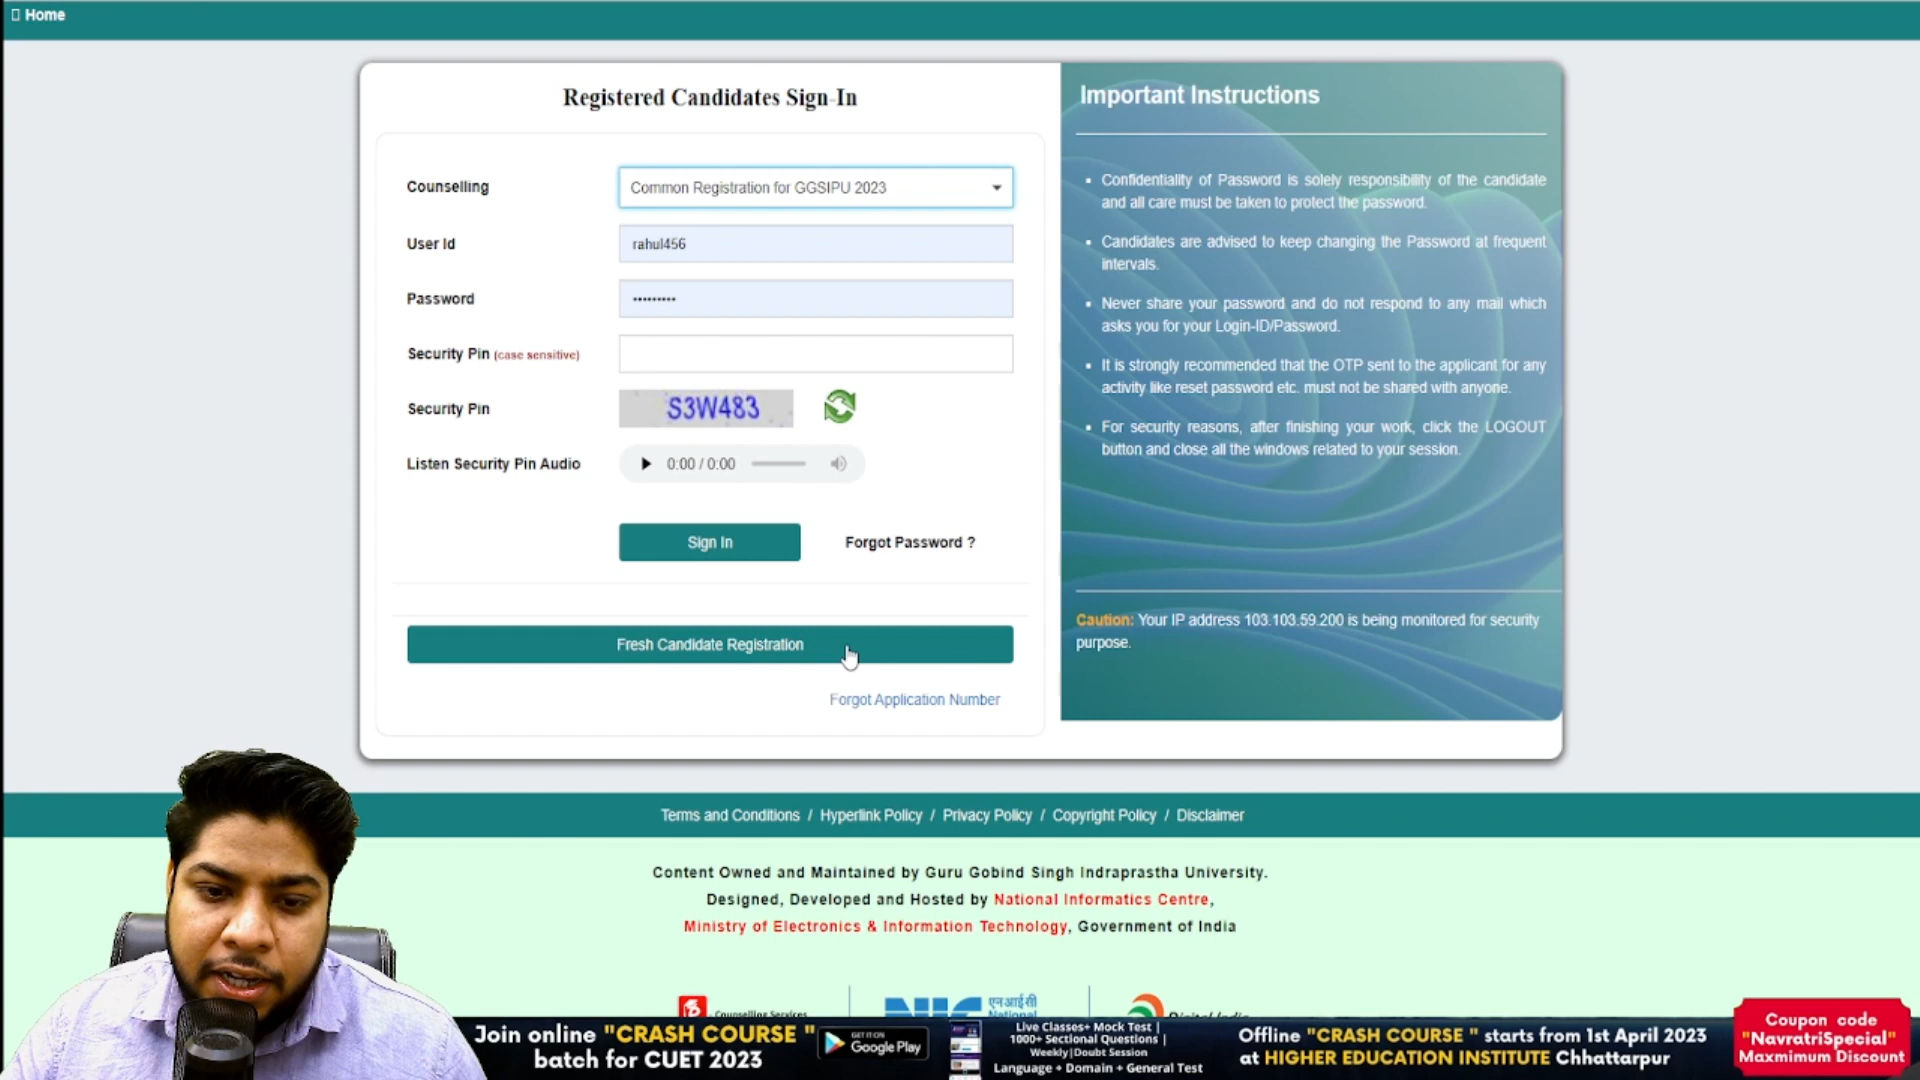 Home
Registered Candidates Sign-In
Counselling
Common Registration for GGSIPU 2023
User Id
rahul456
Password
•••••••••
Security Pin (case sensitive)
Security Pin
S3W483
Listen Security Pin Audio
0:00 / 0:00
Sign In
Forgot Password ?
Fresh Candidate Registration
Forgot Application Number
Important Instructions
Confidentiality of Password is solely responsibility of the candidate
and all care must be taken to protect the password.
Candidates are advised to keep changing the Password at frequent
intervals.
Never share your password and do not respond to any mail which
asks you for your Login-ID/Password.
It is strongly recommended that the OTP sent to the applicant for any
activity like reset password etc. must not be shared with anyone.
For security reasons, after finishing your work, click the LOGOUT
button and close all the windows related to your session.
Caution: Your IP address 103.103.59.200 is being monitored for security
purpose.
Terms and Conditions / Hyperlink Policy / Privacy Policy / Copyright Policy / Disclaimer
Content Owned and Maintained by Guru Gobind Singh Indraprastha University.
Designed, Developed and Hosted by National Informatics Centre,
Ministry of Electronics & Information Technology, Government of India
Counselling Services
एन आई सी
National
Digital India
Join online "CRASH COURSE "
batch for CUET 2023
GET IT ON
Google Play
Live Classes+ Mock Test |
1000+ Sectional Questions |
Weekly|Doubt Session
Language + Domain + General Test
Offline "CRASH COURSE " starts from 1st April 2023
at HIGHER EDUCATION INSTITUTE Chhattarpur
Coupon code
"NavratriSpecial"
Maxmimum Discount